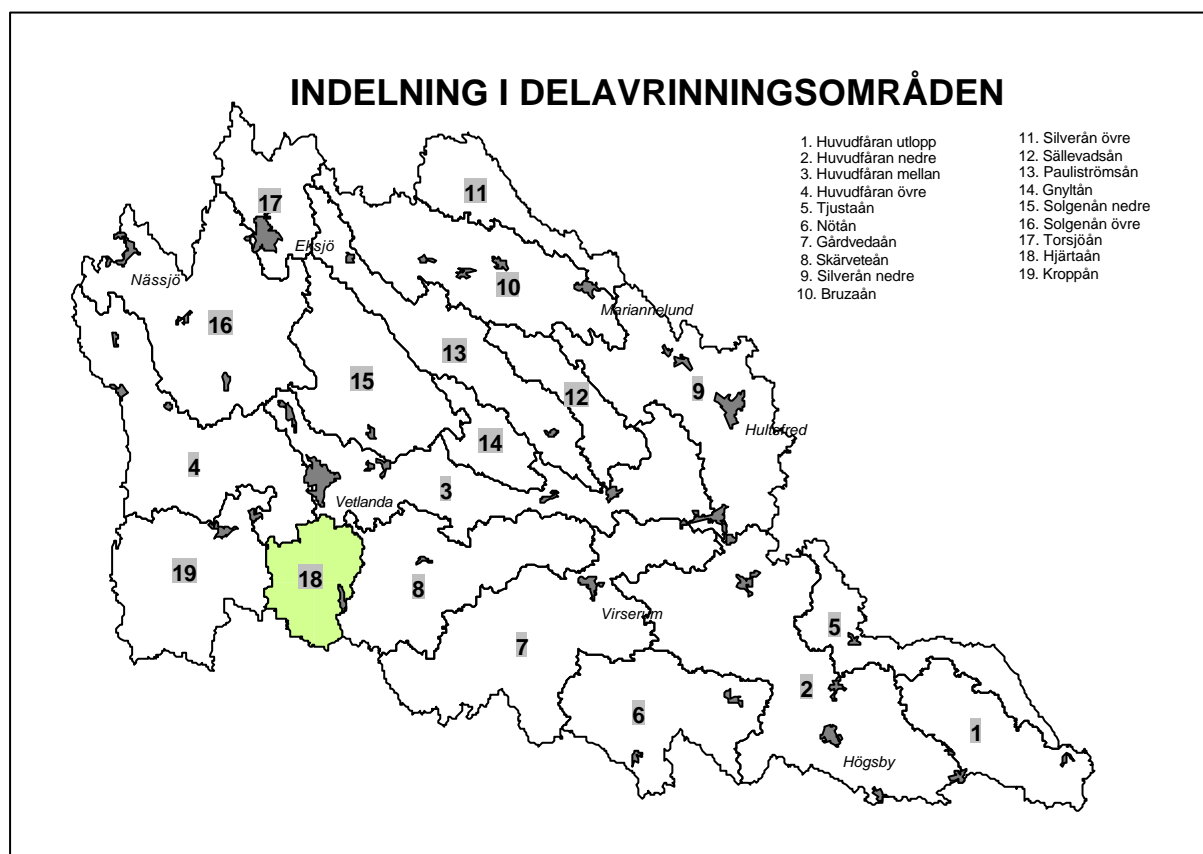 INDELNING I DELAVRINNINGSOMRÅDEN
1. Huvudfåran utlopp
2. Huvudfåran nedre
3. Huvudfåran mellan
4. Huvudfåran övre
5. Tjustaån
6. Nötån
7. Gårdvedaån
8. Skärveteån
9. Silverån nedre
10. Bruzaån
11. Silverån övre
12. Sällevadsån
13. Pauliströmsån
14. Gnyltån
15. Solgenån nedre
16. Solgenån övre
17. Torsjöån
18. Hjärtaån
19. Kroppån
11
17
Eksjö
Nässjö
10
Mariannelund
16
13
15
12
9
Hultsfred
14
4
3
Vetlanda
19
18
8
Virserum
5
7
2
6
1
Högsby